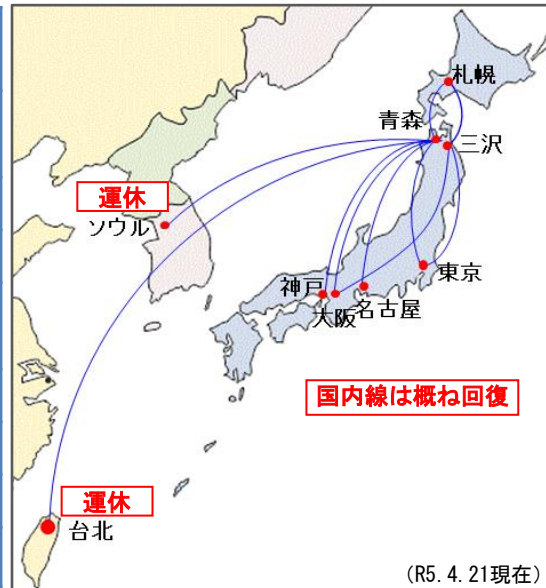 札幌
青森
三沢
運休
ソウル
東京
神戸
大阪
名古屋
国内線は概ね回復
運休
台北
(R5.4.21現在)